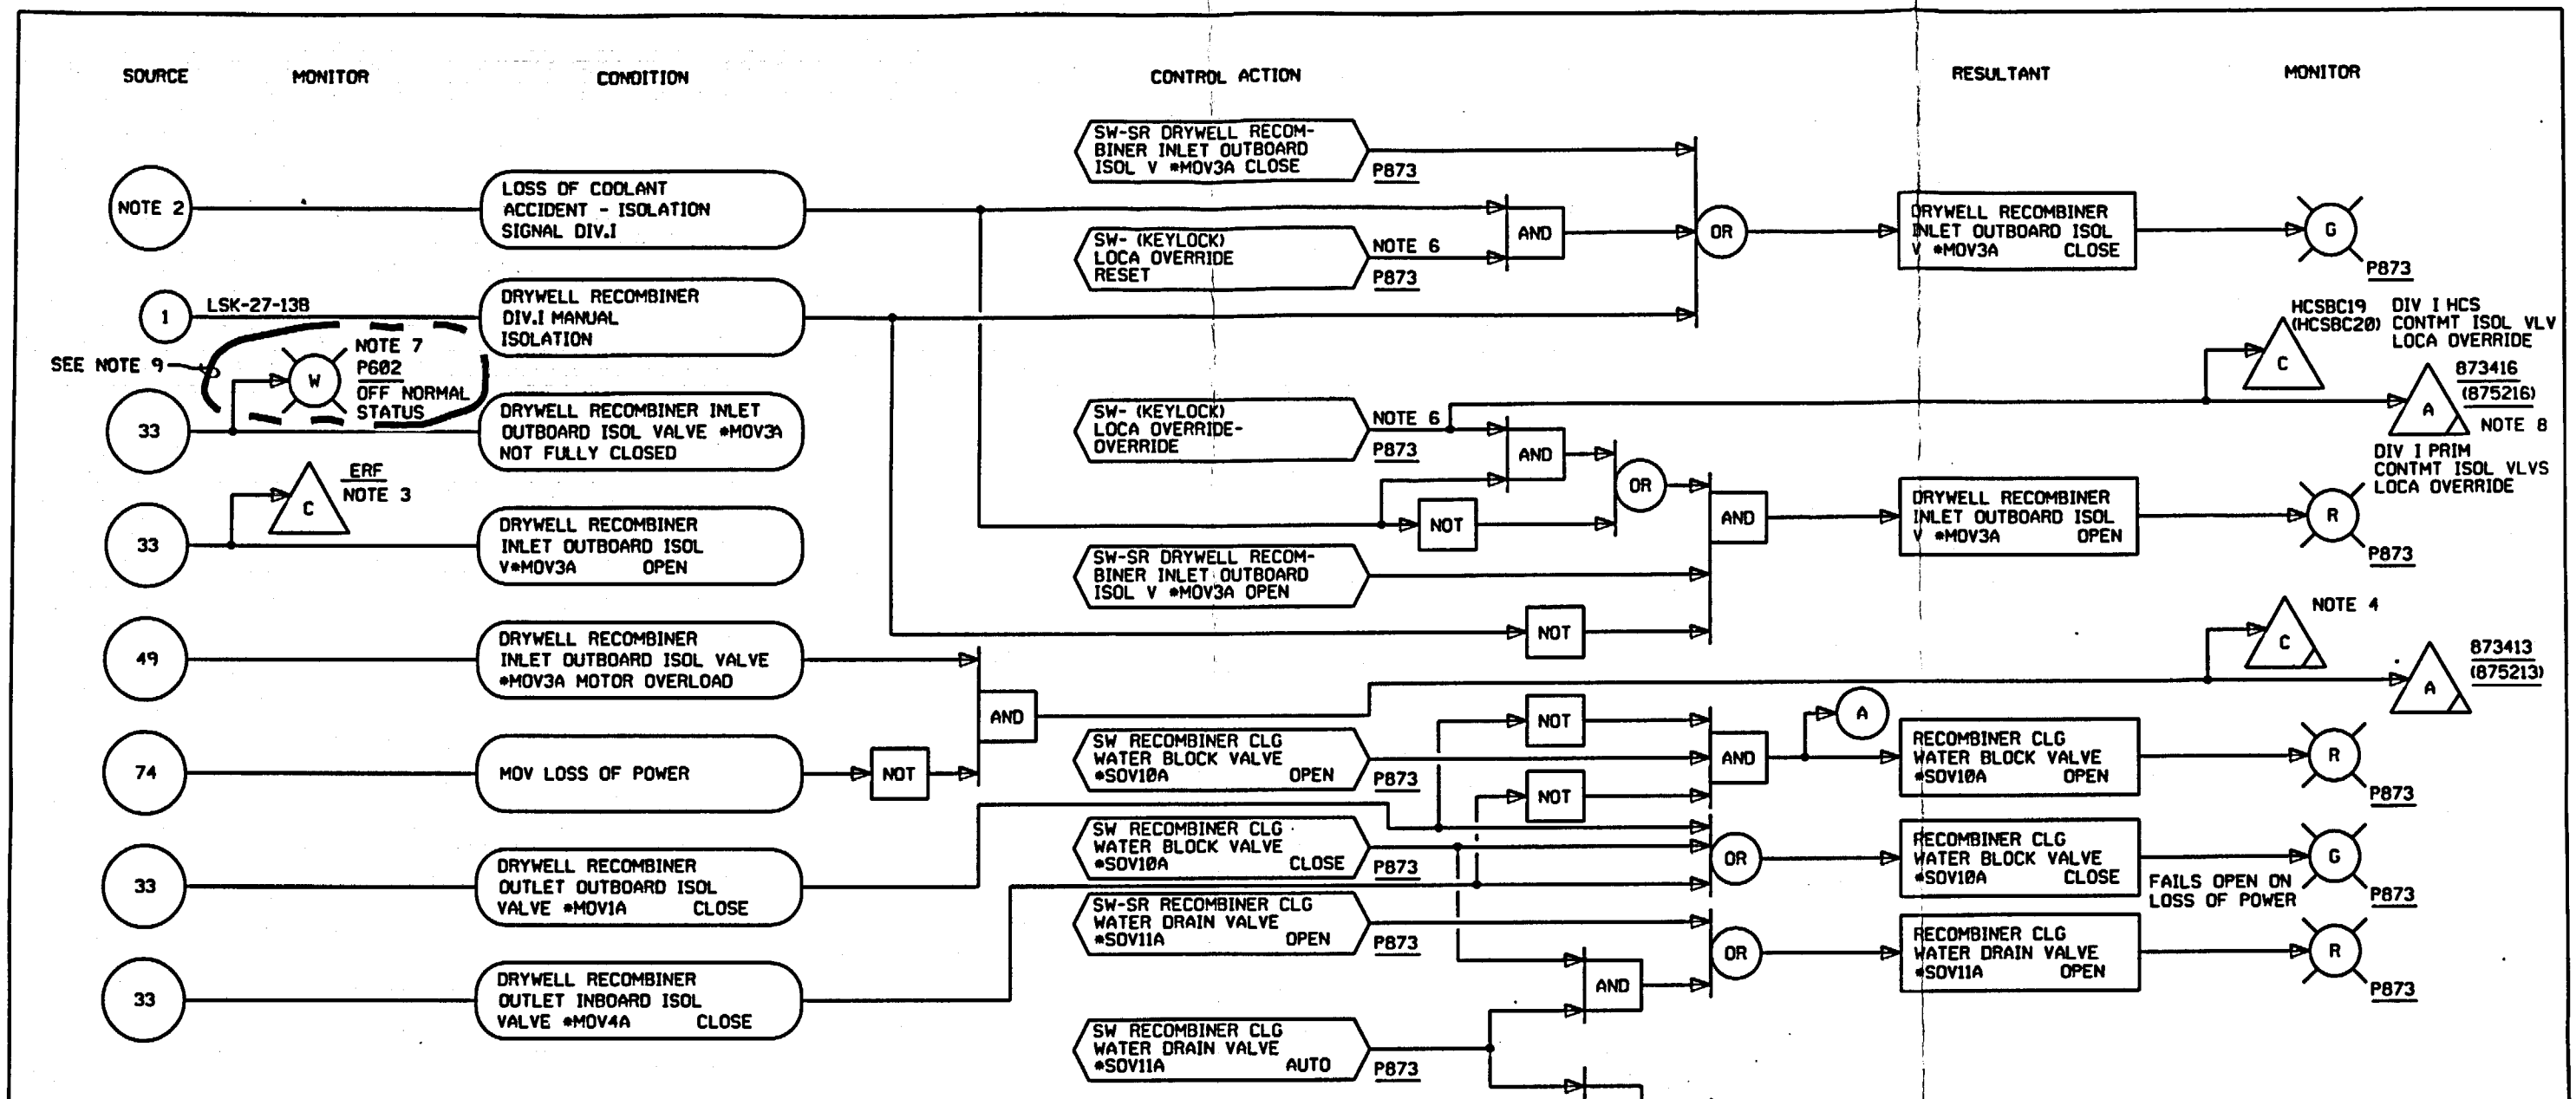 SOURCE MONITOR CONDITION CONTROL ACTION RESULTANT MONITOR
NOTE 2
LOSS OF COOLANT
ACCIDENT - ISOLATION
SIGNAL DIV.I
SW-SR DRYWELL RECOM-
BINER INLET OUTBOARD
ISOL V *MOV3A CLOSE
P873
SW- (KEYLOCK)
LOCA OVERRIDE
RESET
NOTE 6
P873
AND
OR
DRYWELL RECOMBINER
INLET OUTBOARD ISOL
V *MOV3A CLOSE
G
P873
1
LSK-27-13B
DRYWELL RECOMBINER
DIV.I MANUAL
ISOLATION
SEE NOTE 9
W
NOTE 7
P602
OFF NORMAL
STATUS
33
DRYWELL RECOMBINER INLET
OUTBOARD ISOL VALVE *MOV3A
NOT FULLY CLOSED
SW- (KEYLOCK)
LOCA OVERRIDE-
OVERRIDE
NOTE 6
P873
AND
OR
NOT
HCSBC19
(HCSBC20)
C
DIV I HCS
CONTMT ISOL VLV
LOCA OVERRIDE
873416
(875216)
A
NOTE 8
DIV I PRIM
CONTMT ISOL VLVS
LOCA OVERRIDE
33
C
ERF
NOTE 3
DRYWELL RECOMBINER
INLET OUTBOARD ISOL
V*MOV3A OPEN
SW-SR DRYWELL RECOM-
BINER INLET OUTBOARD
ISOL V *MOV3A OPEN
AND
NOT
DRYWELL RECOMBINER
INLET OUTBOARD ISOL
V *MOV3A OPEN
R
P873
49
DRYWELL RECOMBINER
INLET OUTBOARD ISOL VALVE
*MOV3A MOTOR OVERLOAD
AND
C
NOTE 4
A
873413
(875213)
74
MOV LOSS OF POWER
NOT
SW RECOMBINER CLG
WATER BLOCK VALVE
*SOV10A OPEN
P873
NOT
NOT
AND
A
RECOMBINER CLG
WATER BLOCK VALVE
*SOV10A OPEN
R
P873
33
DRYWELL RECOMBINER
OUTLET OUTBOARD ISOL
VALVE *MOV1A CLOSE
SW RECOMBINER CLG
WATER BLOCK VALVE
*SOV10A CLOSE
P873
OR
RECOMBINER CLG
WATER BLOCK VALVE
*SOV10A CLOSE
FAILS OPEN ON
LOSS OF POWER
G
P873
33
DRYWELL RECOMBINER
OUTLET INBOARD ISOL
VALVE *MOV4A CLOSE
SW-SR RECOMBINER CLG
WATER DRAIN VALVE
*SOV11A OPEN
P873
AND
OR
RECOMBINER CLG
WATER DRAIN VALVE
*SOV11A OPEN
R
P873
SW RECOMBINER CLG
WATER DRAIN VALVE
*SOV11A AUTO
P873